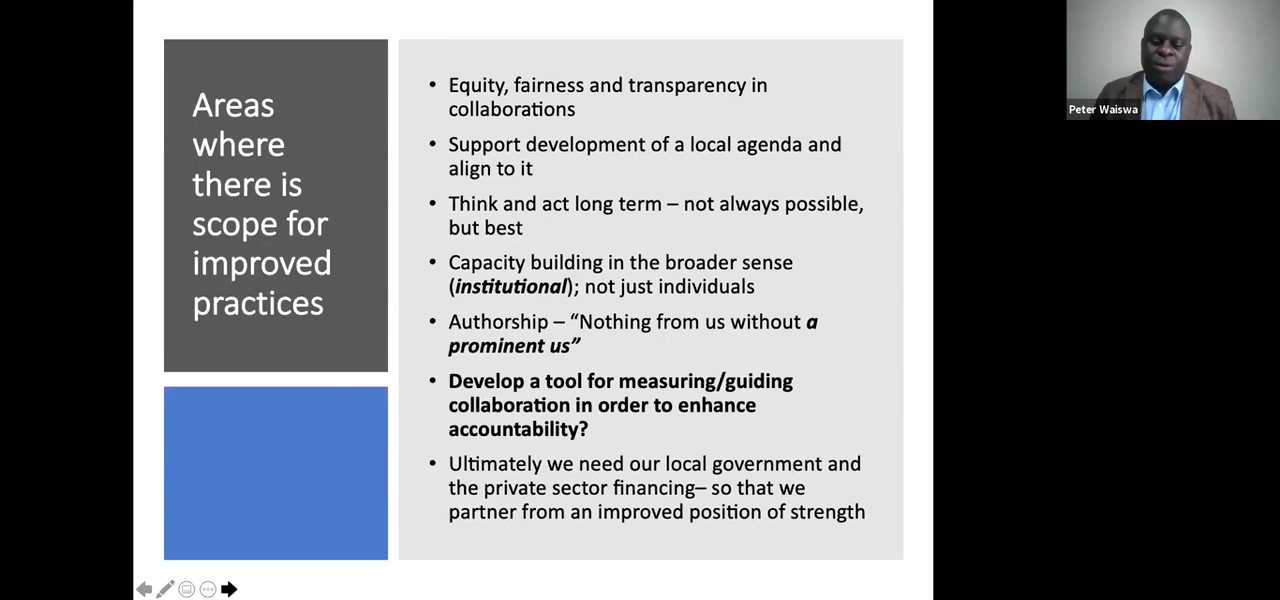 Areas
where
there is
scope for
improved
practices
• Equity, fairness and transparency in
collaborations
• Support development of a local agenda and
align to it
• Think and act long term – not always possible,
but best
• Capacity building in the broader sense
(institutional); not just individuals
• Authorship – “Nothing from us without a
prominent us”
• Develop a tool for measuring/guiding
collaboration in order to enhance
accountability?
• Ultimately we need our local government and
the private sector financing– so that we
partner from an improved position of strength
Peter Waiswa